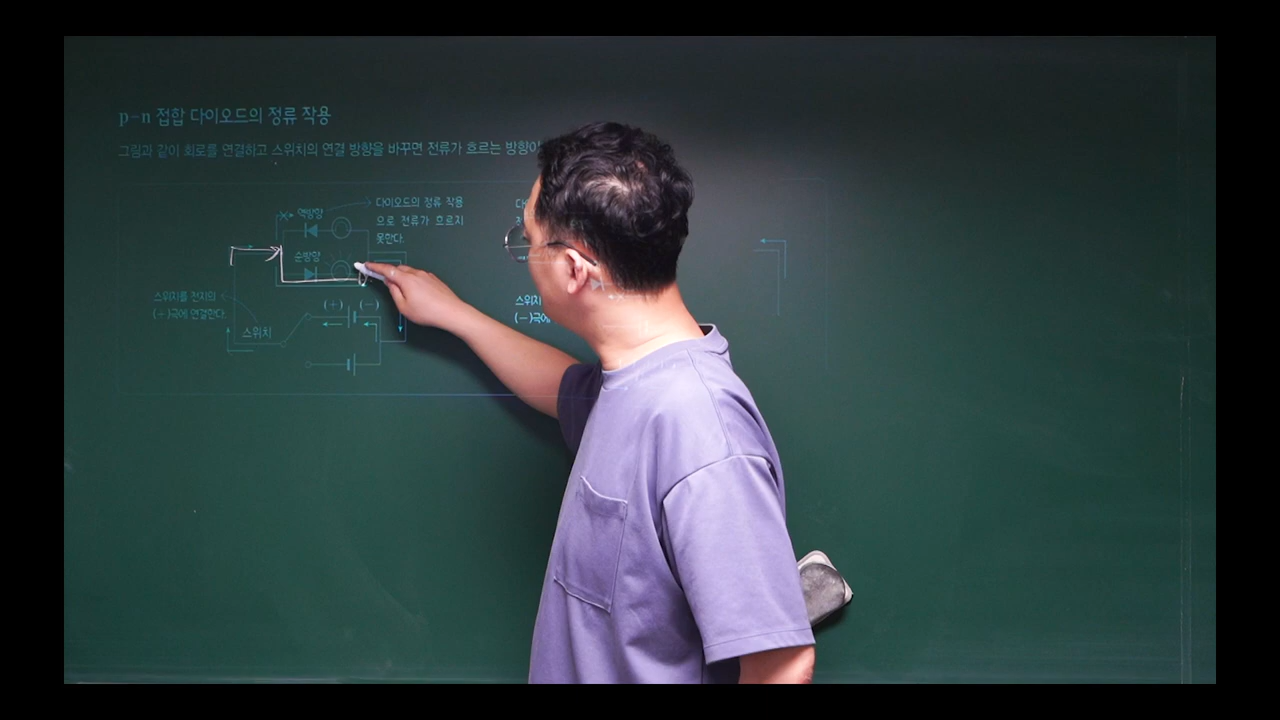 p-n 접합 다이오드의 정류 작용
그림과 같이 회로를 연결하고 스위치의 연결 방향을 바꾸면 전류가 흐르는 방향이
역방향
다이오드의 정류 작용
으로 전류가 흐르지
못한다.
순방향
스위치를 전지의
(+)극에 연결한다.
스위치
(+) (-)
스위치
(-)극에